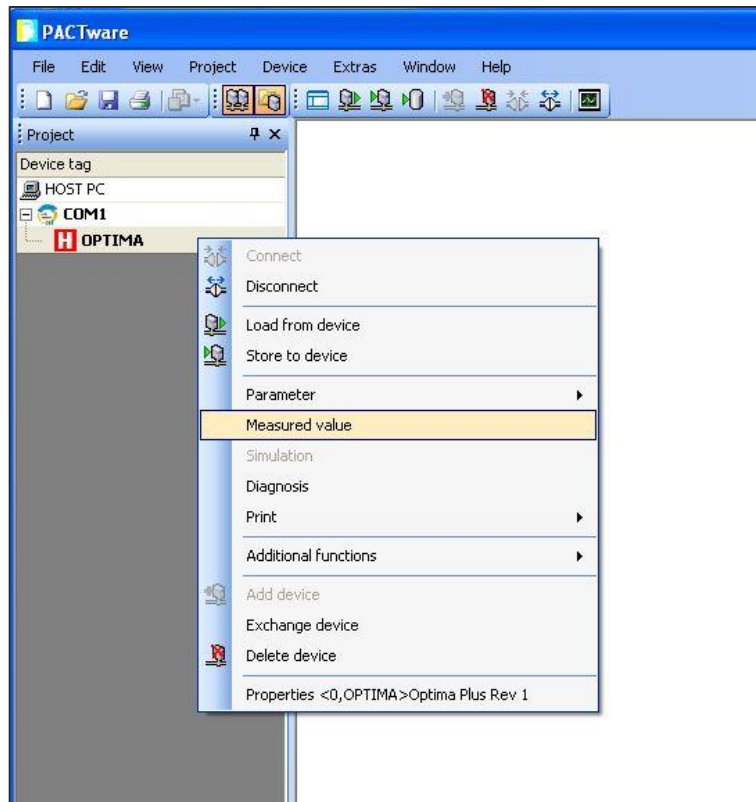 PACTware
File Edit View Project Device Extras Window Help
Project
Device tag
HOST PC
COM1
H OPTIMA
Connect
Disconnect
Load from device
Store to device
Parameter
Measured value
Simulation
Diagnosis
Print
Additional functions
Add device
Exchange device
Delete device
Properties <0,OPTIMA>Optima Plus Rev 1